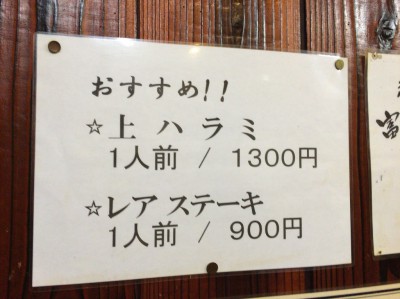 おすすめ!!
☆上 ハ ラ ミ
1人前 / 1300円
☆レア ステーキ
1人前 / 900円
富